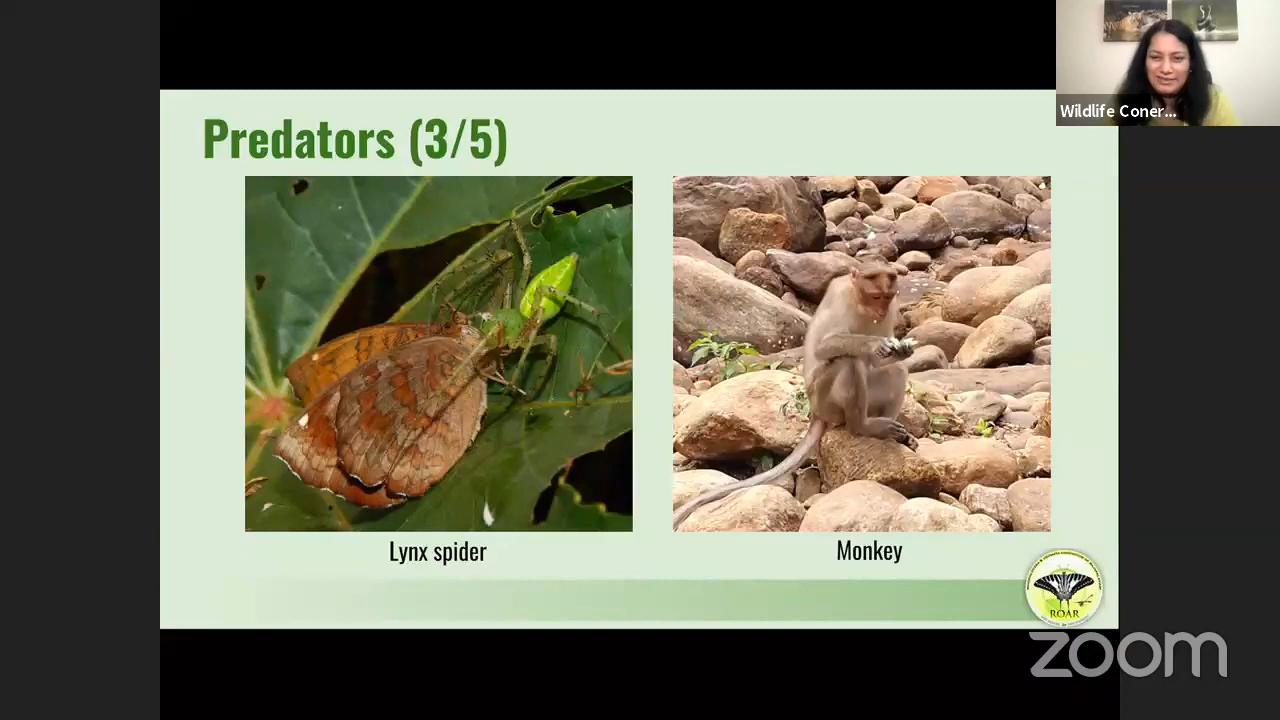 Wildlife Coner...
Predators (3/5)
Lynx spider
Monkey
ROAR
zoom